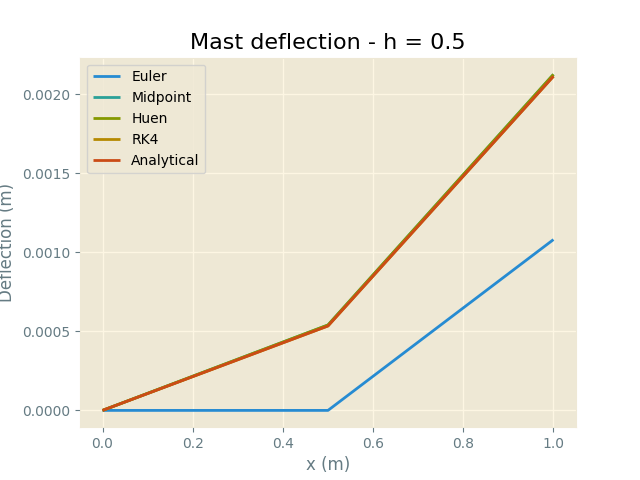 Mast deflection - h = 0.5
Euler
Midpoint
Huen
RK4
Analytical
Deflection (m)
0.0020
0.0015
0.0010
0.0005
0.0000
0.0
0.2
0.4
0.6
0.8
1.0
x (m)